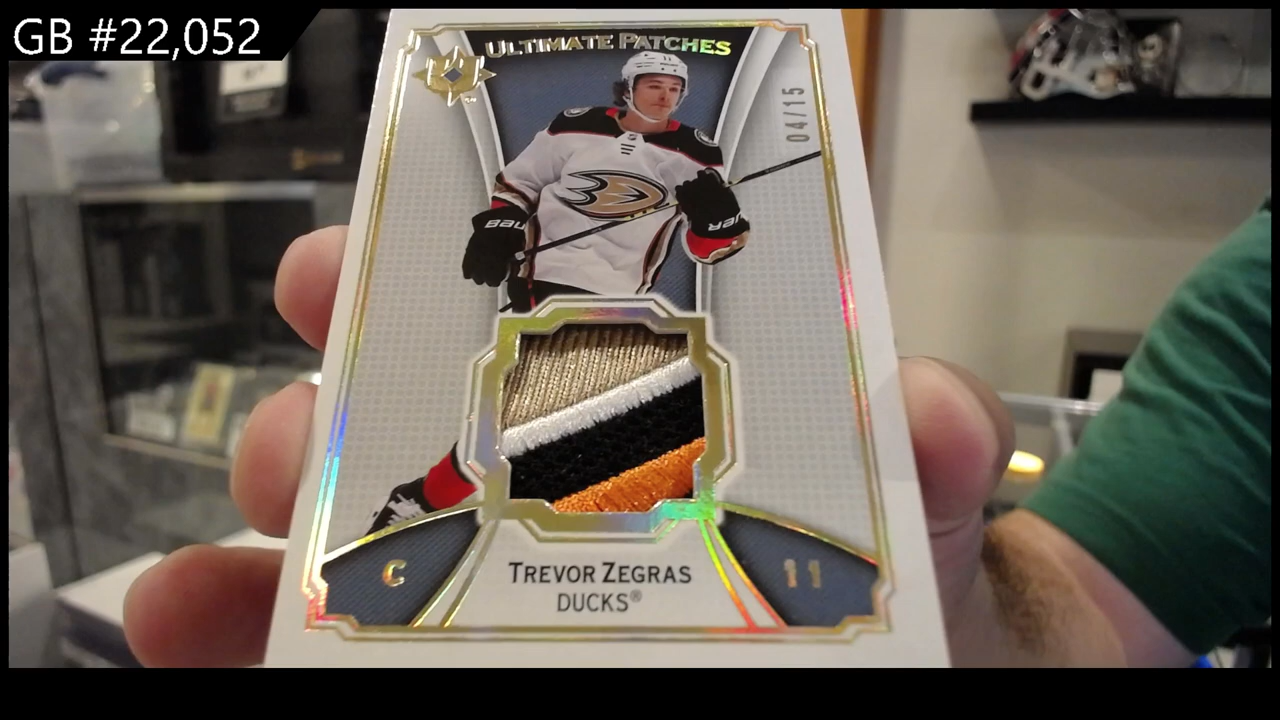 GB #22,052
ULTIMATE PATCHES
04/15
C
TREVOR ZEGRAS
11
DUCKS®